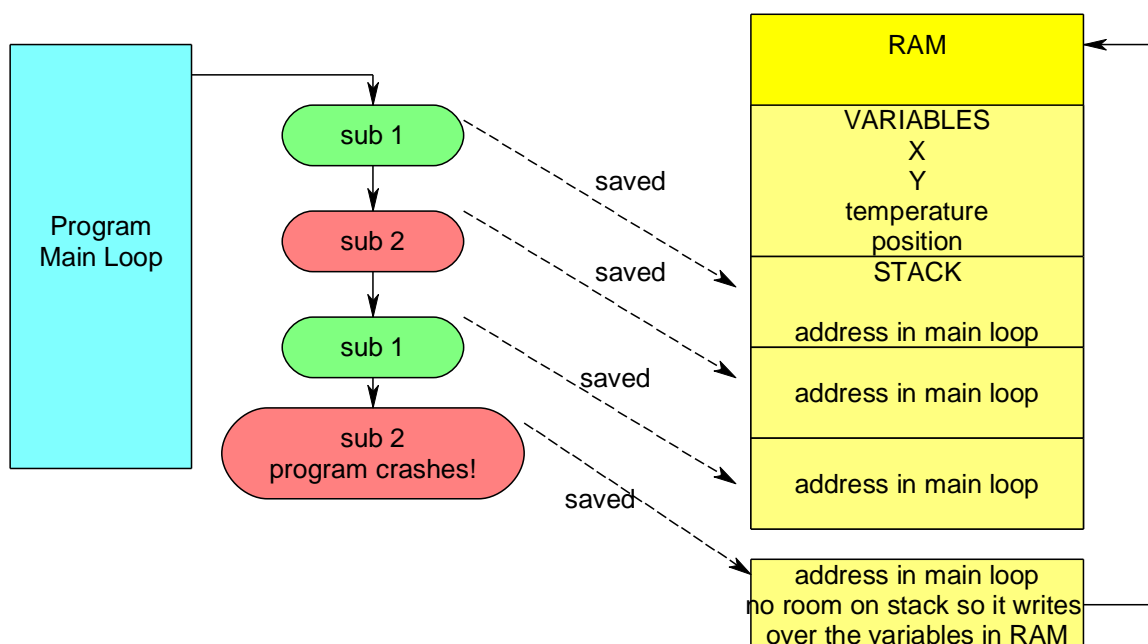 Program
Main Loop
sub 1
sub 2
sub 1
sub 2
program crashes!
saved
saved
saved
saved
RAM
VARIABLES
X
Y
temperature
position
STACK
address in main loop
address in main loop
address in main loop
address in main loop
no room on stack so it writes
over the variables in RAM